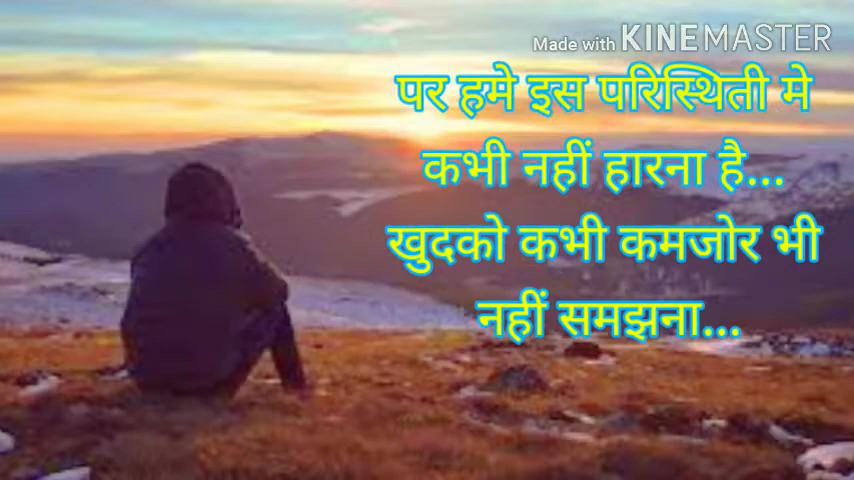 Made with KINEMASTER
पर हमे इस परिस्थिती मे
कभी नहीं हारना है...
खुदको कभी कमजोर भी
नहीं समझना...